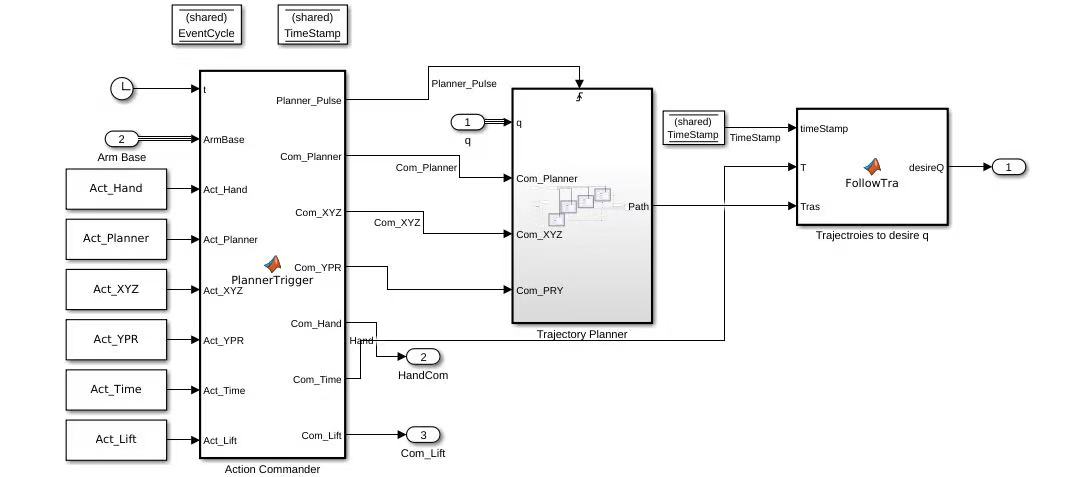 (shared)
EventCycle
(shared)
TimeStamp
t
ArmBase
Act_Hand
Act_Planner
Act_XYZ
Act_YPR
Act_Time
Act_Lift
2
Arm Base
Act_Hand
Act_Planner
Act_XYZ
Act_YPR
Act_Time
Act_Lift
PlannerTrigger
Planner_Pulse
Com_Planner
Com_XYZ
Com_YPR
Com_Hand
Com_Time
Com_Lift
Action Commander
Planner_Pulse
Com_Planner
Com_XYZ
Hand
1
q
2
HandCom
3
Com_Lift
q
Com_Planner
Com_XYZ
Com_PRY
Path
Trajectory Planner
(shared)
TimeStamp
TimeStamp
timeStamp
T
Tras
FollowTra
desireQ
Trajectroies to desire q
1